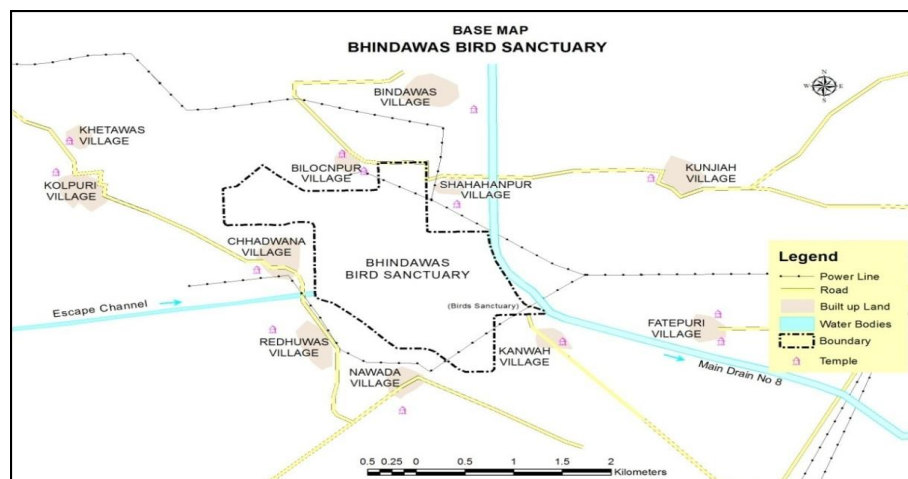 BASE MAP
BHINDAWAS BIRD SANCTUARY
N
W
E
S
BINDAWAS
VILLAGE
KHETAWAS
VILLAGE
BILOCNPUR
VILLAGE
KUNJIAH
VILLAGE
KOLPURI
VILLAGE
SHAHAHANPUR
VILLAGE
CHHADWANA
VILLAGE
BHINDAWAS
BIRD SANCTUARY
Escape Channel
(Birds Sanctuary)
REDHUWAS
VILLAGE
KANWAH
VILLAGE
FATEPURI
VILLAGE
NAWADA
VILLAGE
Main Drain No 8
Legend
Power Line
Road
Built up Land
Water Bodies
Boundary
Temple
0.5 0.25 0 0.5 1 1.5 2
Kilometers